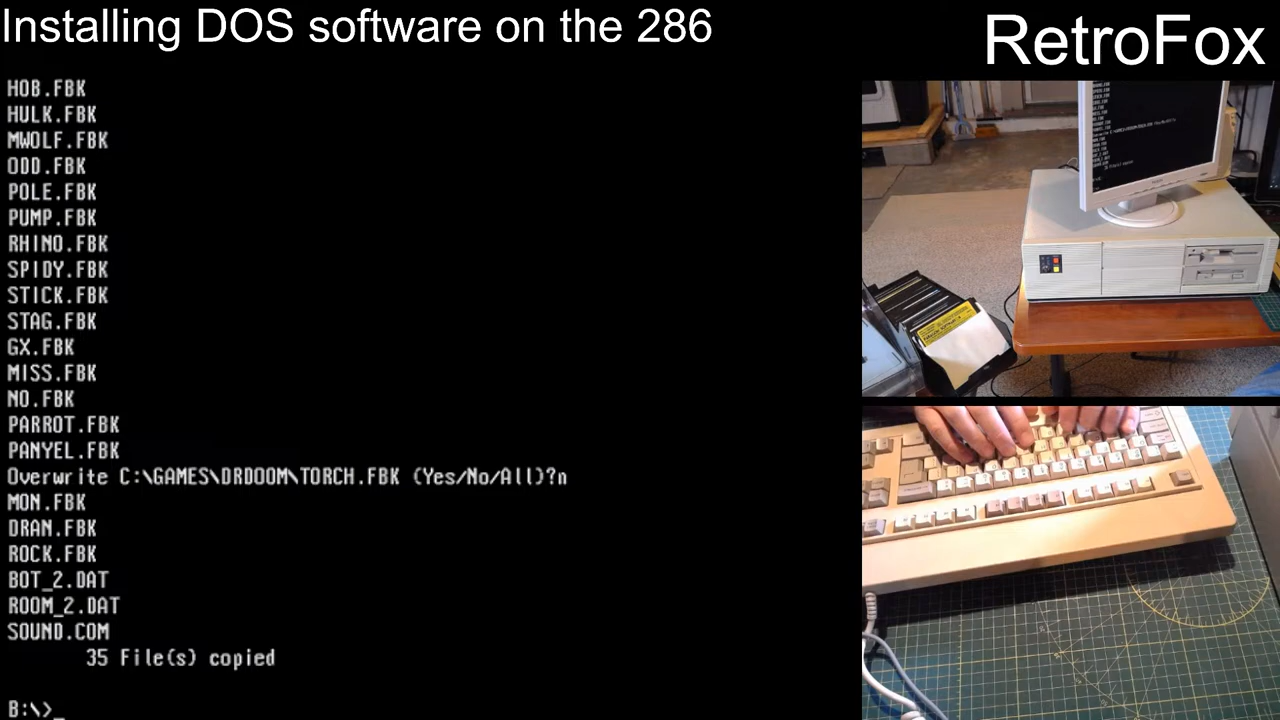 Installing DOS software on the 286
RetroFox
HOB.FBK
HULK.FBK
MWOLF.FBK
ODD.FBK
POLE.FBK
PUMP.FBK
RHINO.FBK
SPIDY.FBK
STICK.FBK
STAG.FBK
GX.FBK
MISS.FBK
NO.FBK
PARROT.FBK
PANYEL.FBK
Overwrite C:\GAMES\DRDOOM\TORCH.FBK (Yes/No/All)?n
MON.FBK
DRAN.FBK
ROCK.FBK
BOT_2.DAT
ROOM_2.DAT
SOUND.COM
35 File(s) copied
B:\>_